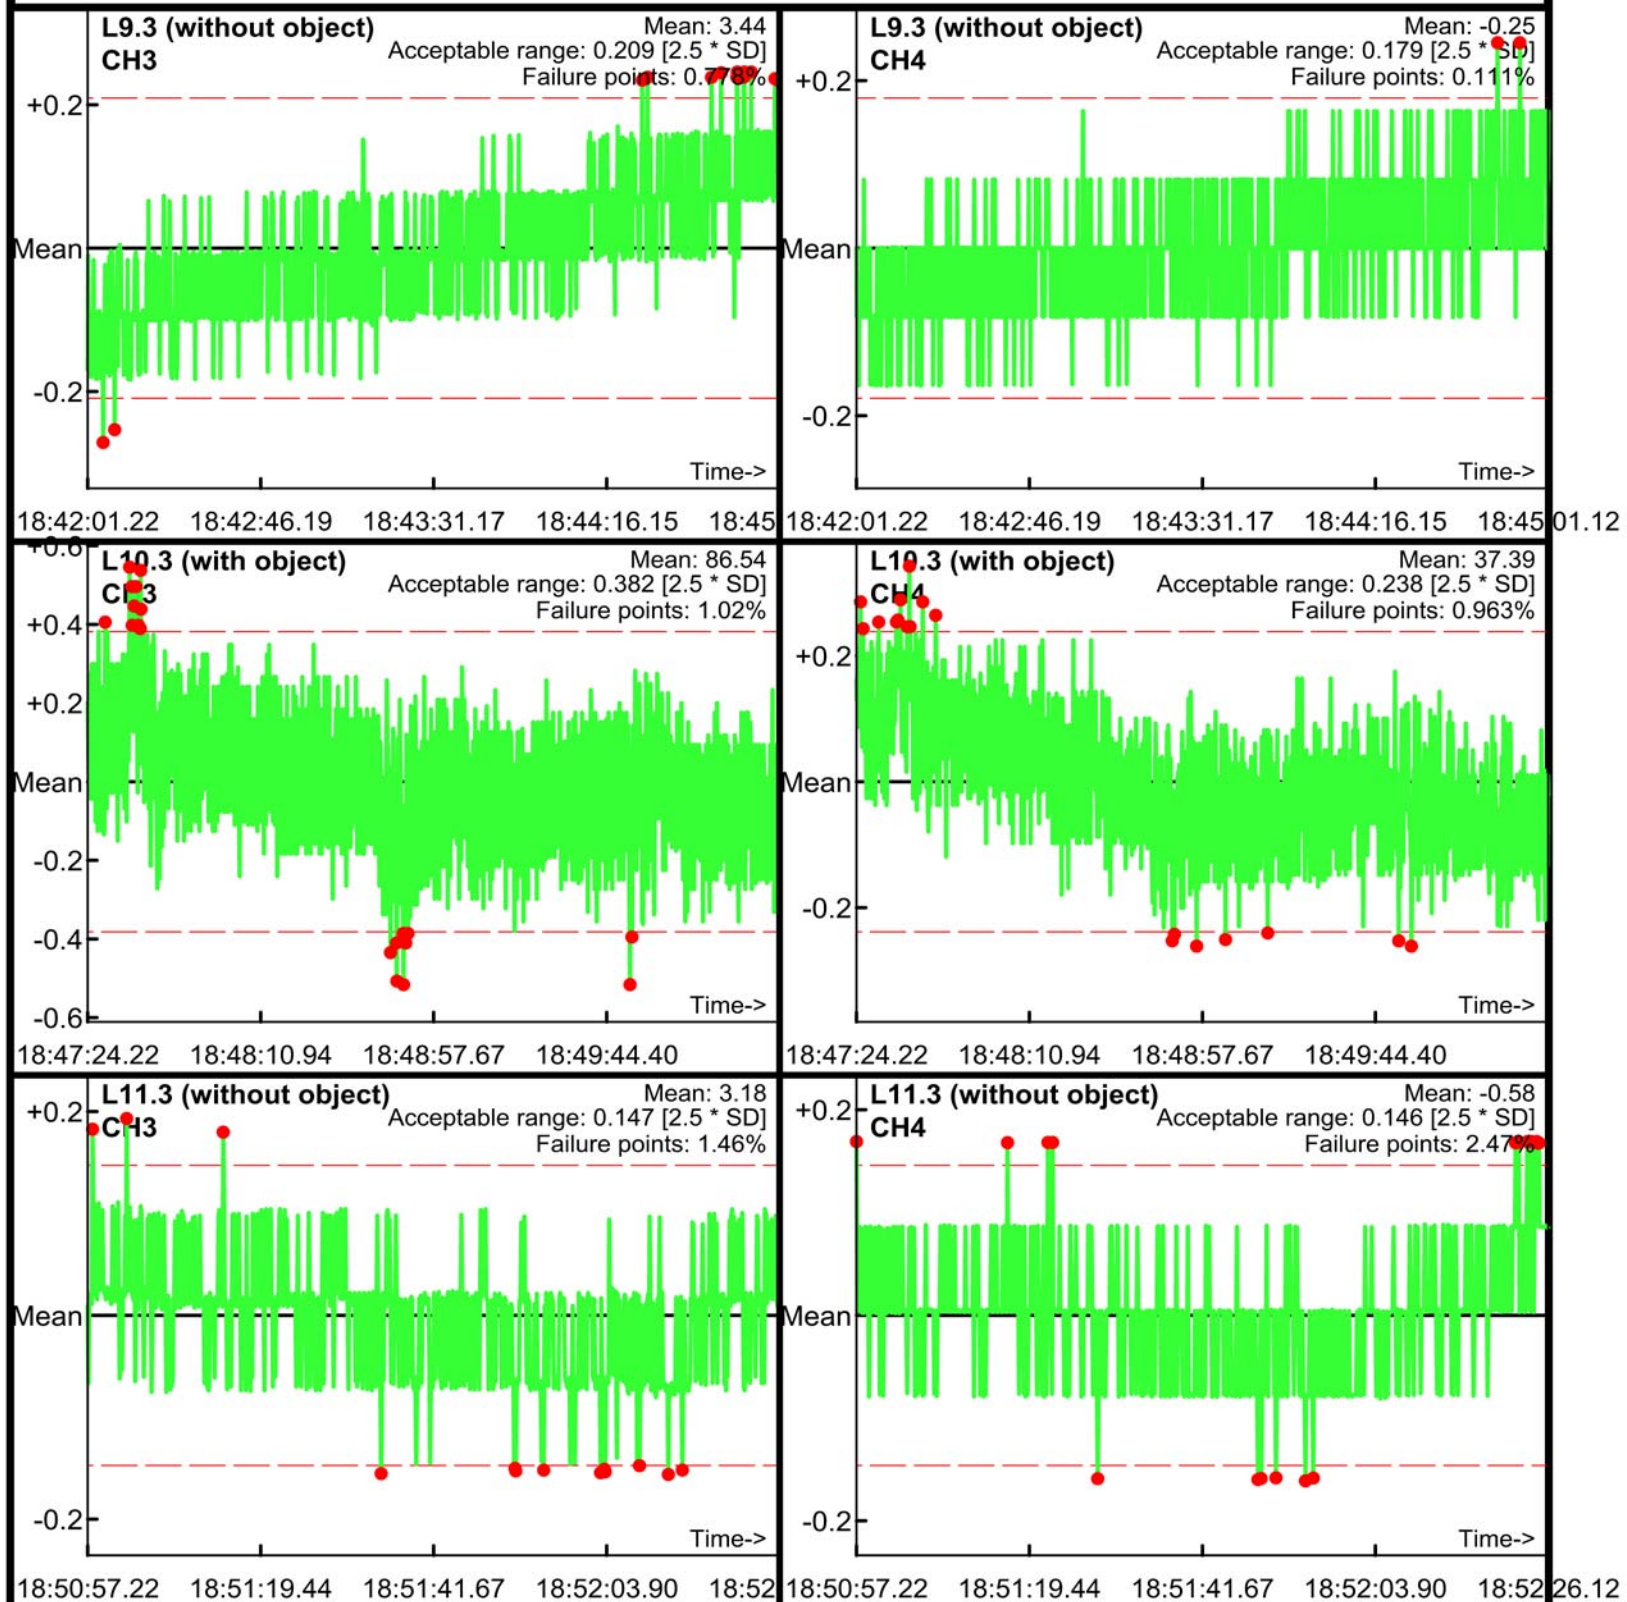 L9.3 (without object)
CH3
Mean: 3.44
Acceptable range: 0.209 [2.5 * SD]
Failure points: 0.778%
+0.2
Mean
-0.2
Time->
18:42:01.22 18:42:46.19 18:43:31.17 18:44:16.15 18:45
L9.3 (without object)
CH4
Mean: -0.25
Acceptable range: 0.179 [2.5 * SD]
Failure points: 0.111%
+0.2
Mean
-0.2
Time->
18:42:01.22 18:42:46.19 18:43:31.17 18:44:16.15 18:45:01.12
+0.6
L10.3 (with object)
CH3
Mean: 86.54
Acceptable range: 0.382 [2.5 * SD]
Failure points: 1.02%
+0.4
+0.2
Mean
-0.2
-0.4
-0.6
Time->
18:47:24.22 18:48:10.94 18:48:57.67 18:49:44.40
L10.3 (with object)
CH4
Mean: 37.39
Acceptable range: 0.238 [2.5 * SD]
Failure points: 0.963%
+0.2
Mean
-0.2
Time->
18:47:24.22 18:48:10.94 18:48:57.67 18:49:44.40
L11.3 (without object)
CH3
Mean: 3.18
Acceptable range: 0.147 [2.5 * SD]
Failure points: 1.46%
+0.2
Mean
-0.2
Time->
18:50:57.22 18:51:19.44 18:51:41.67 18:52:03.90 18:52
L11.3 (without object)
CH4
Mean: -0.58
Acceptable range: 0.146 [2.5 * SD]
Failure points: 2.47%
+0.2
Mean
-0.2
Time->
18:50:57.22 18:51:19.44 18:51:41.67 18:52:03.90 18:52:26.12